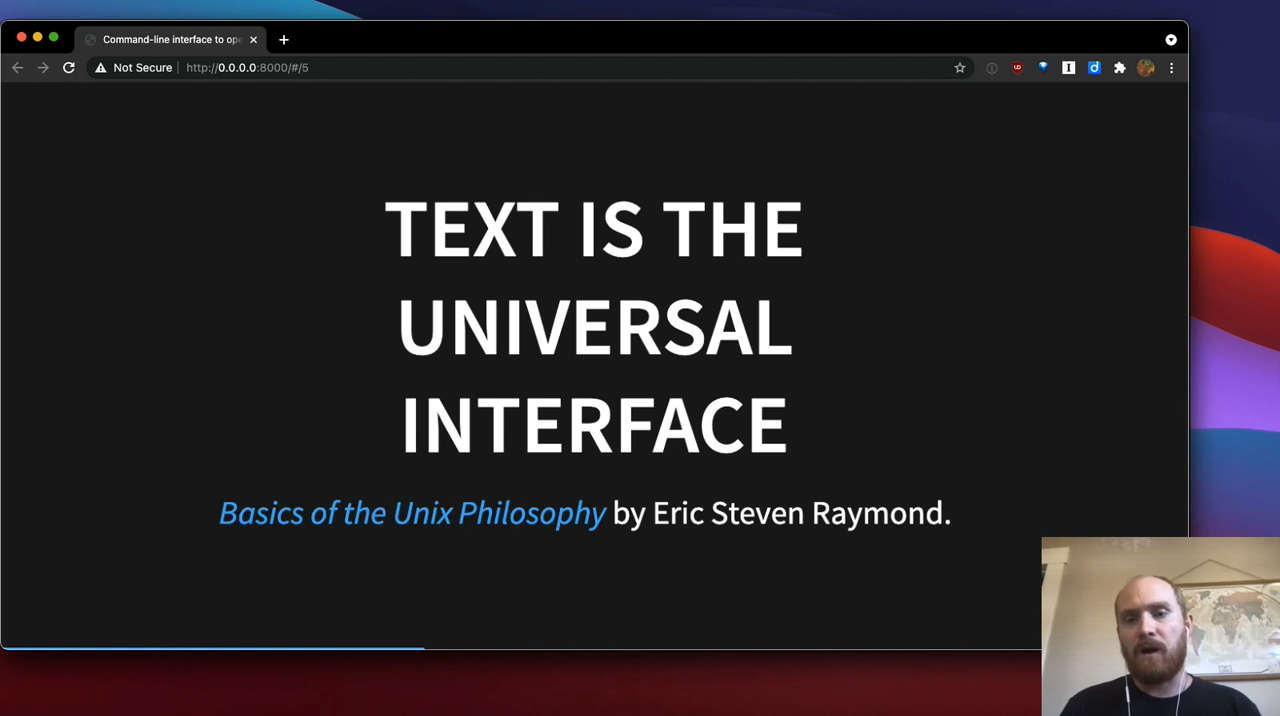 Command-line interface to ope
Not Secure
http://0.0.0.0:8000/#/5
TEXT IS THE
UNIVERSAL
INTERFACE
Basics of the Unix Philosophy by Eric Steven Raymond.